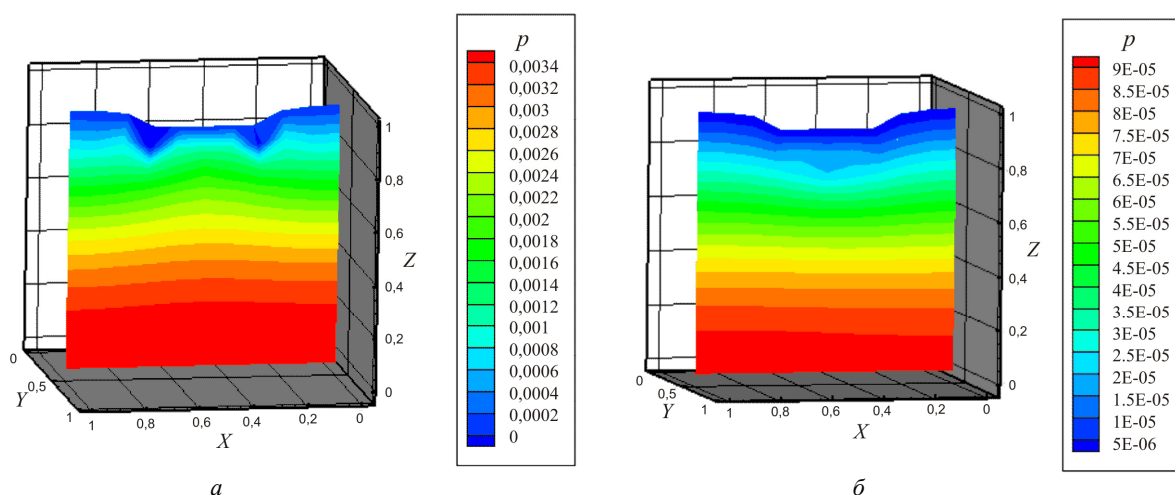 p
0,0034
0,0032
0,003
0,0028
0,0026
0,0024
0,0022
0,002
0,0018
0,0016
0,0014
0,0012
0,001
0,0008
0,0006
0,0004
0,0002
0
1
0,8
0,6
Z
0,4
0,2
0
0
0,5
Y
1
1
0,8
0,6
0,4
0,2
0
X
а
p
9E-05
8.5E-05
8E-05
7.5E-05
7E-05
6.5E-05
6E-05
5.5E-05
5E-05
4.5E-05
4E-05
3.5E-05
3E-05
2.5E-05
2E-05
1.5E-05
1E-05
5E-06
1
0,8
0,6
Z
0,4
0,2
0
0
0,5
Y
1
1
0,8
0,6
0,4
0,2
0
X
б